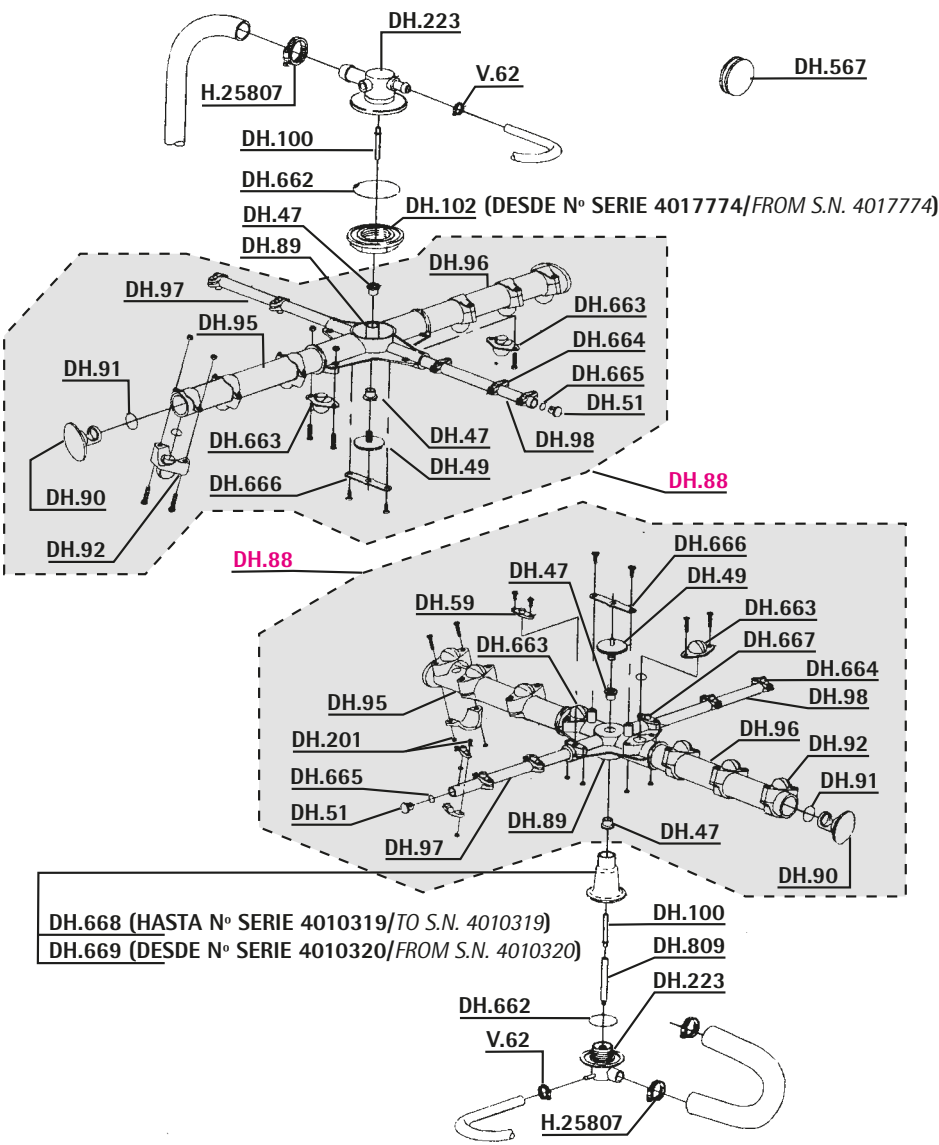 DH.223
DH.567
V.62
H.25807
DH.100
DH.662
DH.47
DH.102 (DESDE Nº SERIE 4017774/FROM S.N. 4017774)
DH.89
DH.96
DH.97
DH.663
DH.95
DH.664
DH.91
DH.665
DH.51
DH.663
DH.47
DH.98
DH.49
DH.666
DH.88
DH.90
DH.92
DH.88
DH.666
DH.47
DH.49
DH.59
DH.663
DH.663
DH.667
DH.664
DH.95
DH.98
DH.201
DH.96
DH.92
DH.665
DH.91
DH.51
DH.89
DH.47
DH.97
DH.90
DH.668 (HASTA Nº SERIE 4010319/TO S.N. 4010319)
DH.100
DH.669 (DESDE Nº SERIE 4010320/FROM S.N. 4010320)
DH.809
DH.223
DH.662
V.62
H.25807